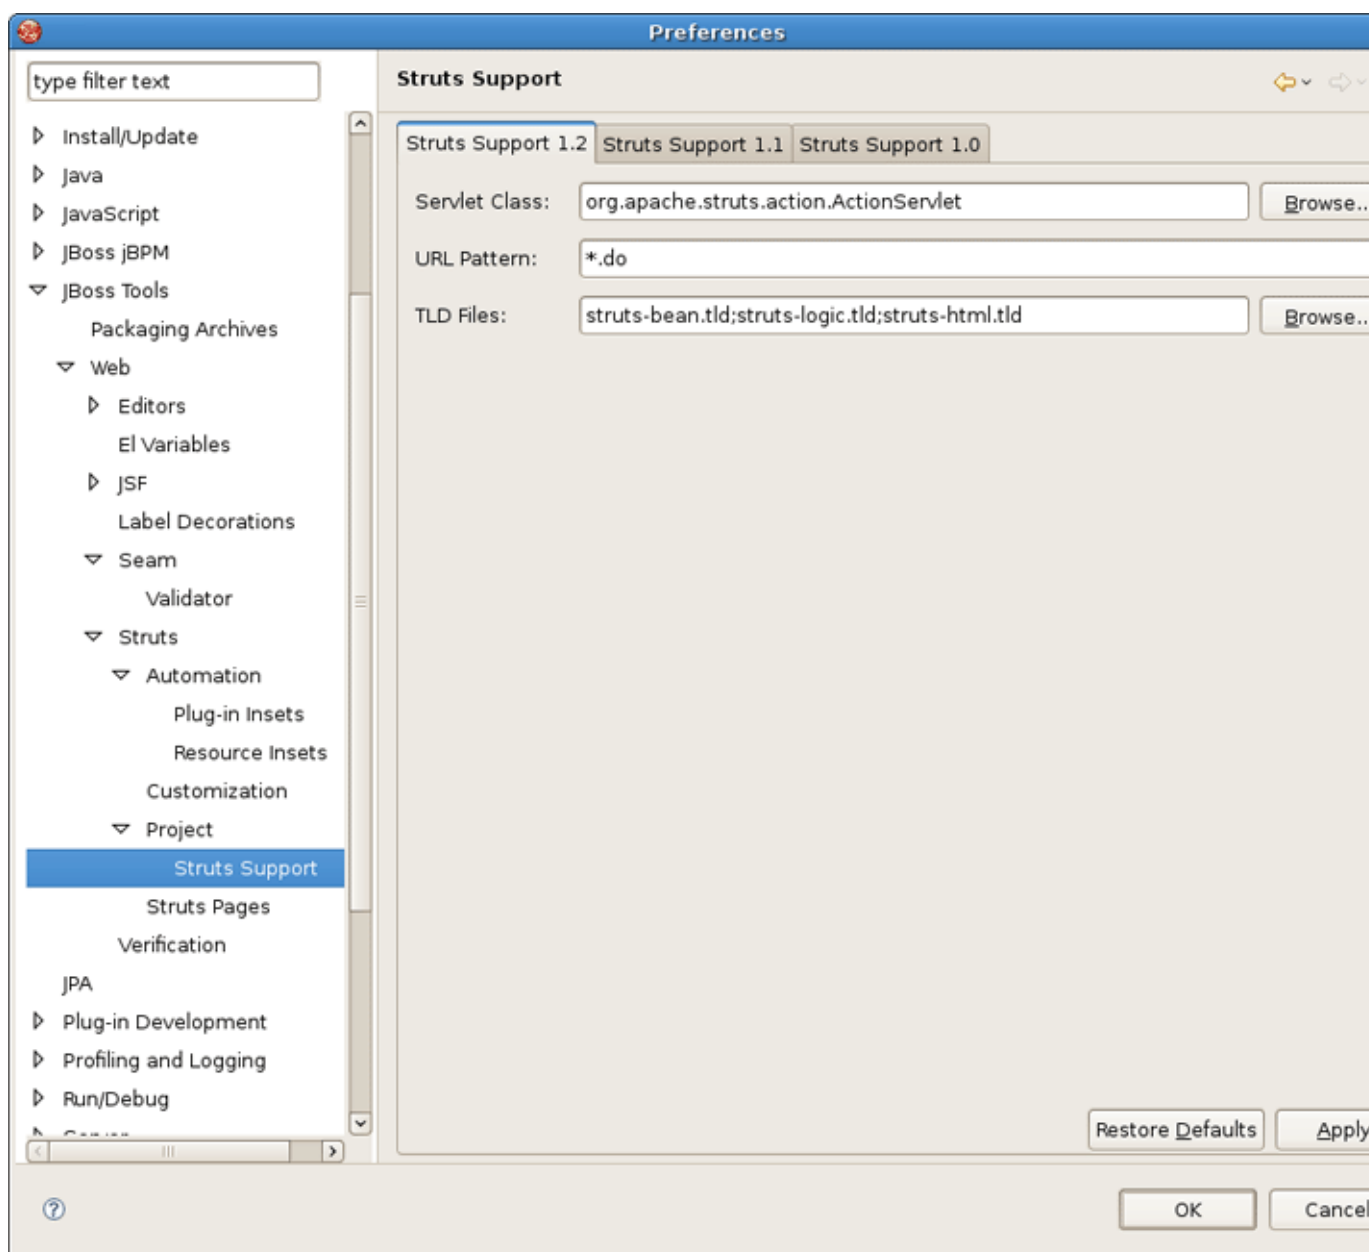 Preferences
type filter text
Install/Update
Java
JavaScript
JBoss jBPM
JBoss Tools
Packaging Archives
Web
Editors
El Variables
JSF
Label Decorations
Seam
Validator
Struts
Automation
Plug-in Insets
Resource Insets
Customization
Project
Struts Support
Struts Pages
Verification
JPA
Plug-in Development
Profiling and Logging
Run/Debug
Struts Support
Struts Support 1.2 Struts Support 1.1 Struts Support 1.0
Servlet Class: org.apache.struts.action.ActionServlet Browse..
URL Pattern: *.do
TLD Files: struts-bean.tld;struts-logic.tld;struts-html.tld Browse..
Restore Defaults Apply
OK Cancel